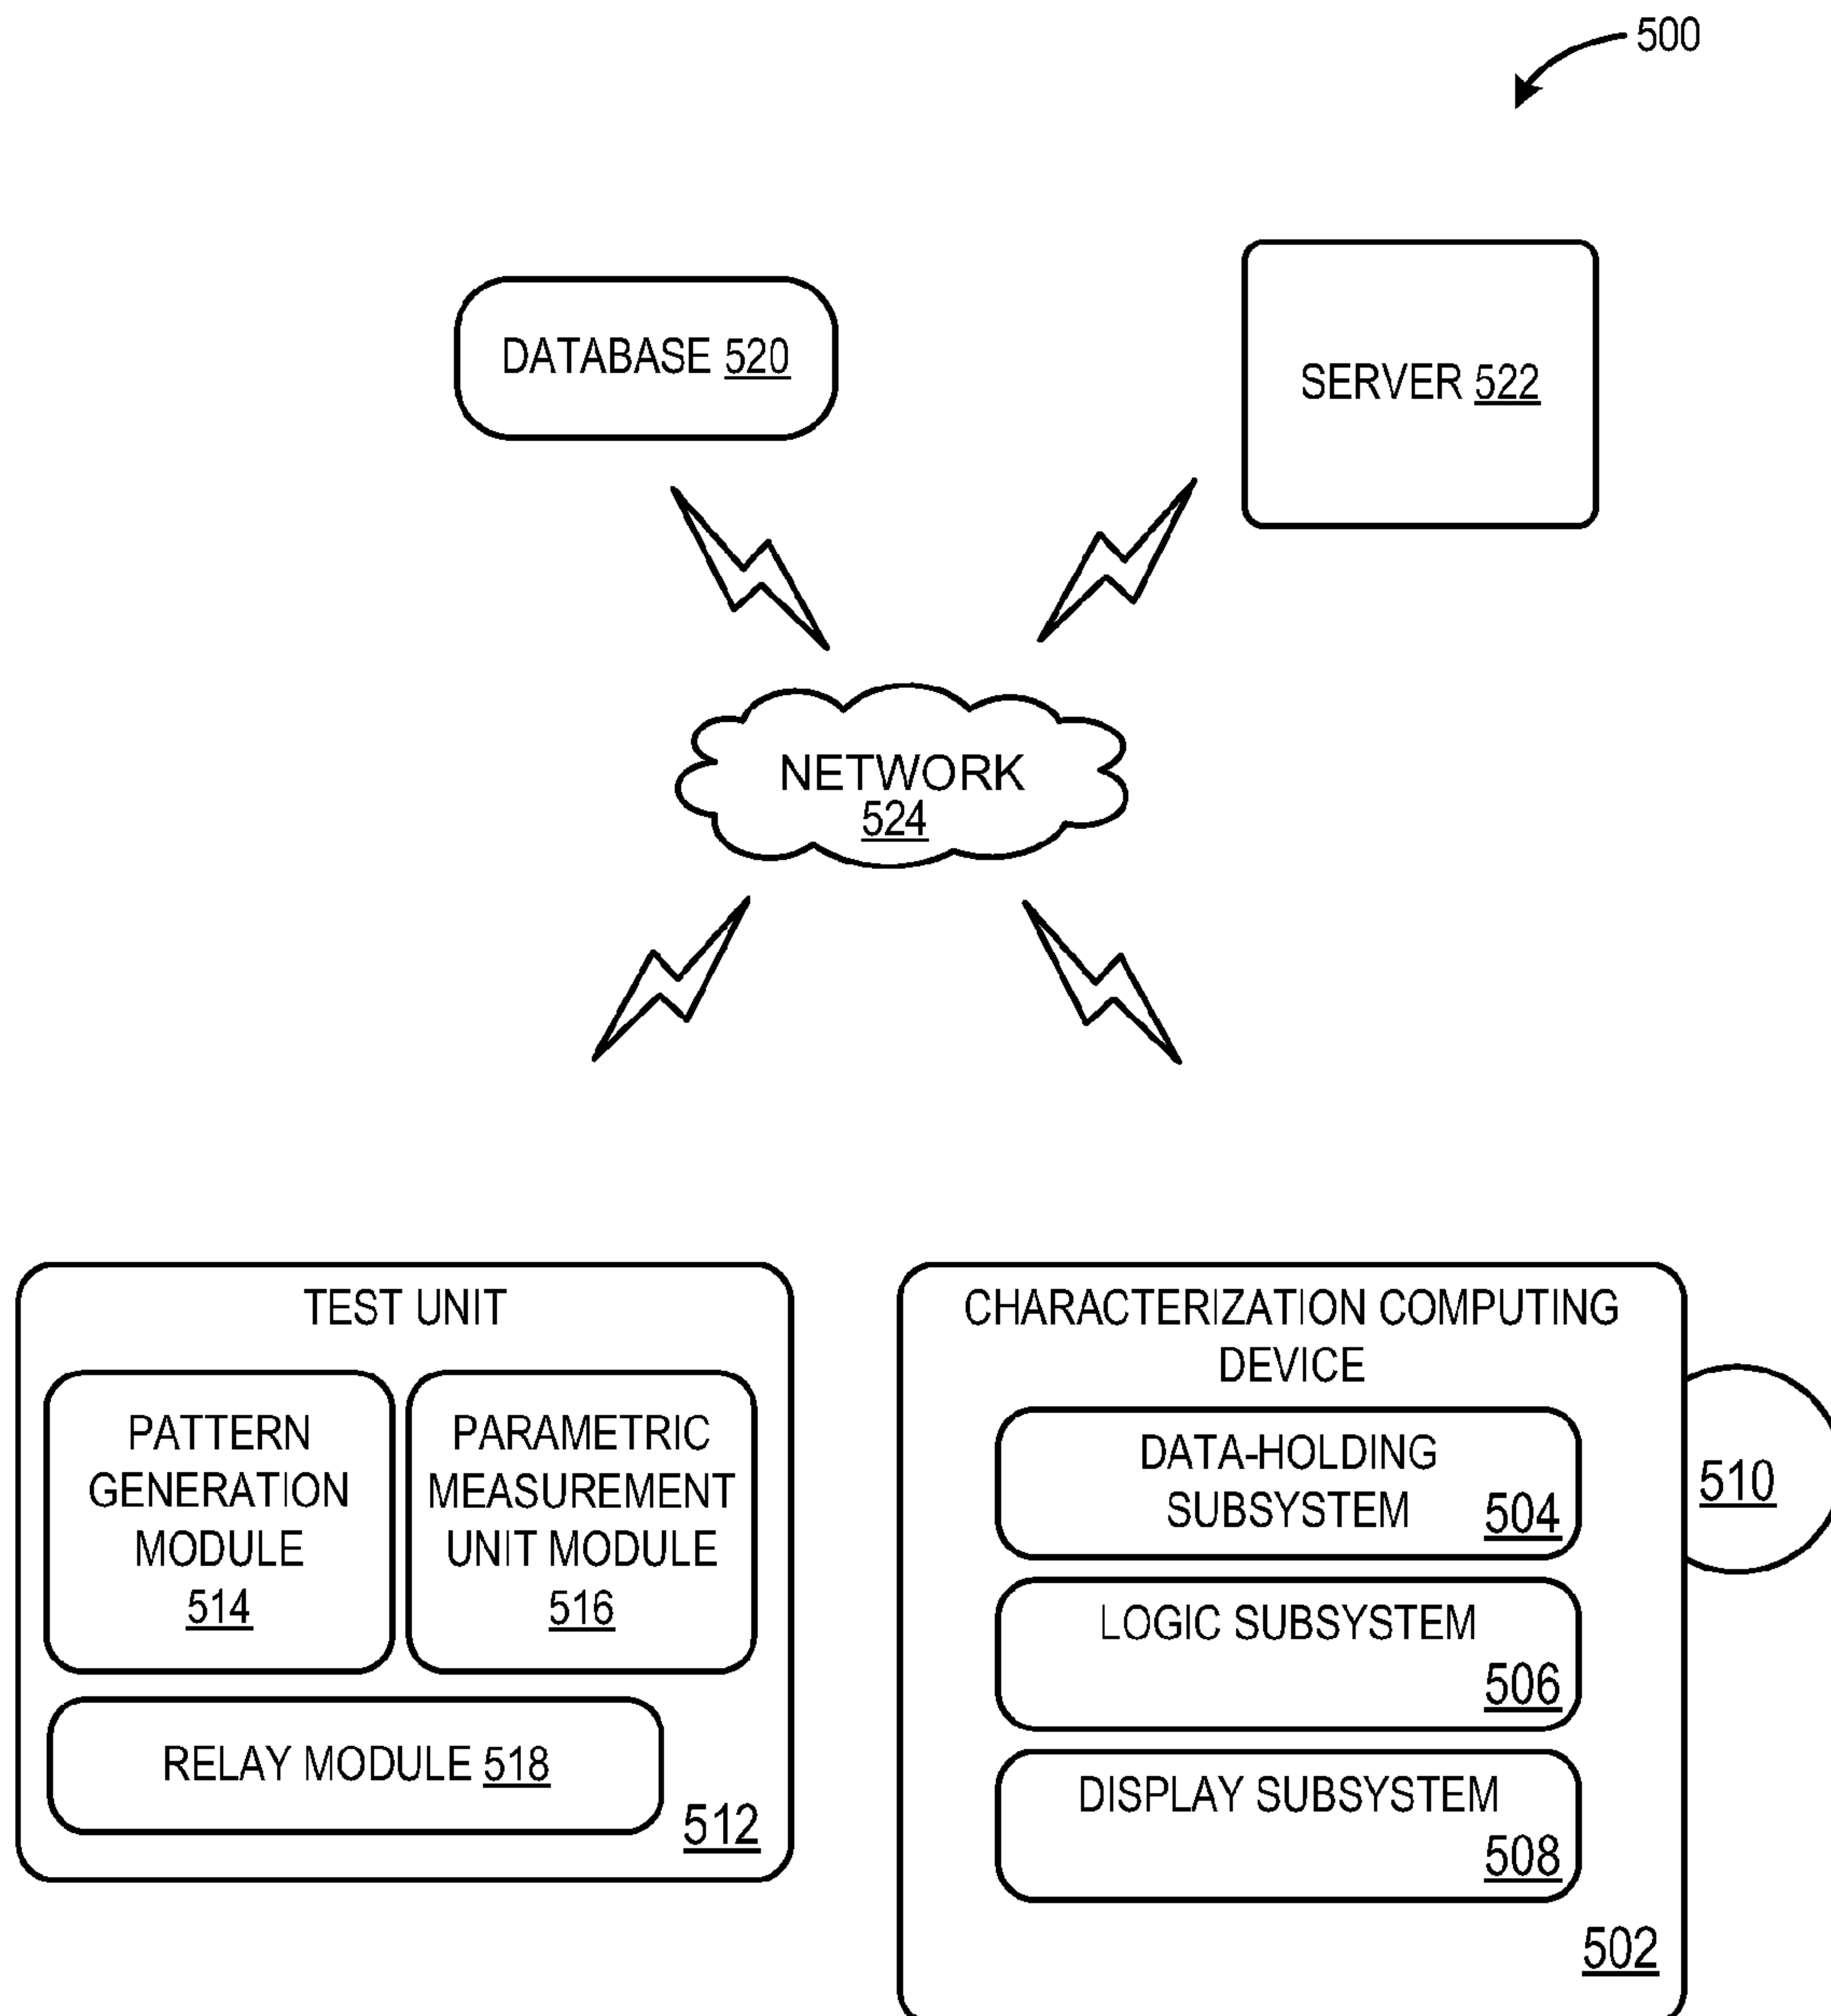 500
DATABASE 520
SERVER 522
NETWORK
524
TEST UNIT
PATTERN
GENERATION
MODULE
514
PARAMETRIC
MEASUREMENT
UNIT MODULE
516
RELAY MODULE 518
512
CHARACTERIZATION COMPUTING
DEVICE
DATA-HOLDING
SUBSYSTEM
504
LOGIC SUBSYSTEM
506
DISPLAY SUBSYSTEM
508
502
510